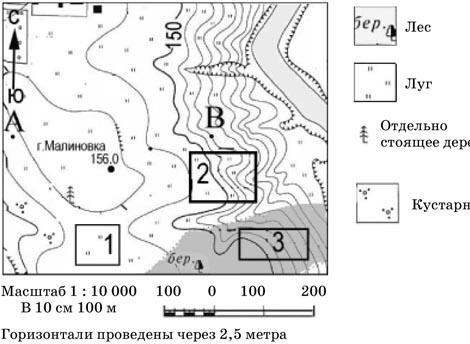 С
Ю
150
А
В
г.Малиновка
156,0
1
2
3
бер.
бер.
Лес
Луг
Отдельно
стоящее дере
Кустарн
Масштаб 1 : 10 000
В 10 см 100 м
100 0 100 200
Горизонтали проведены через 2,5 метра